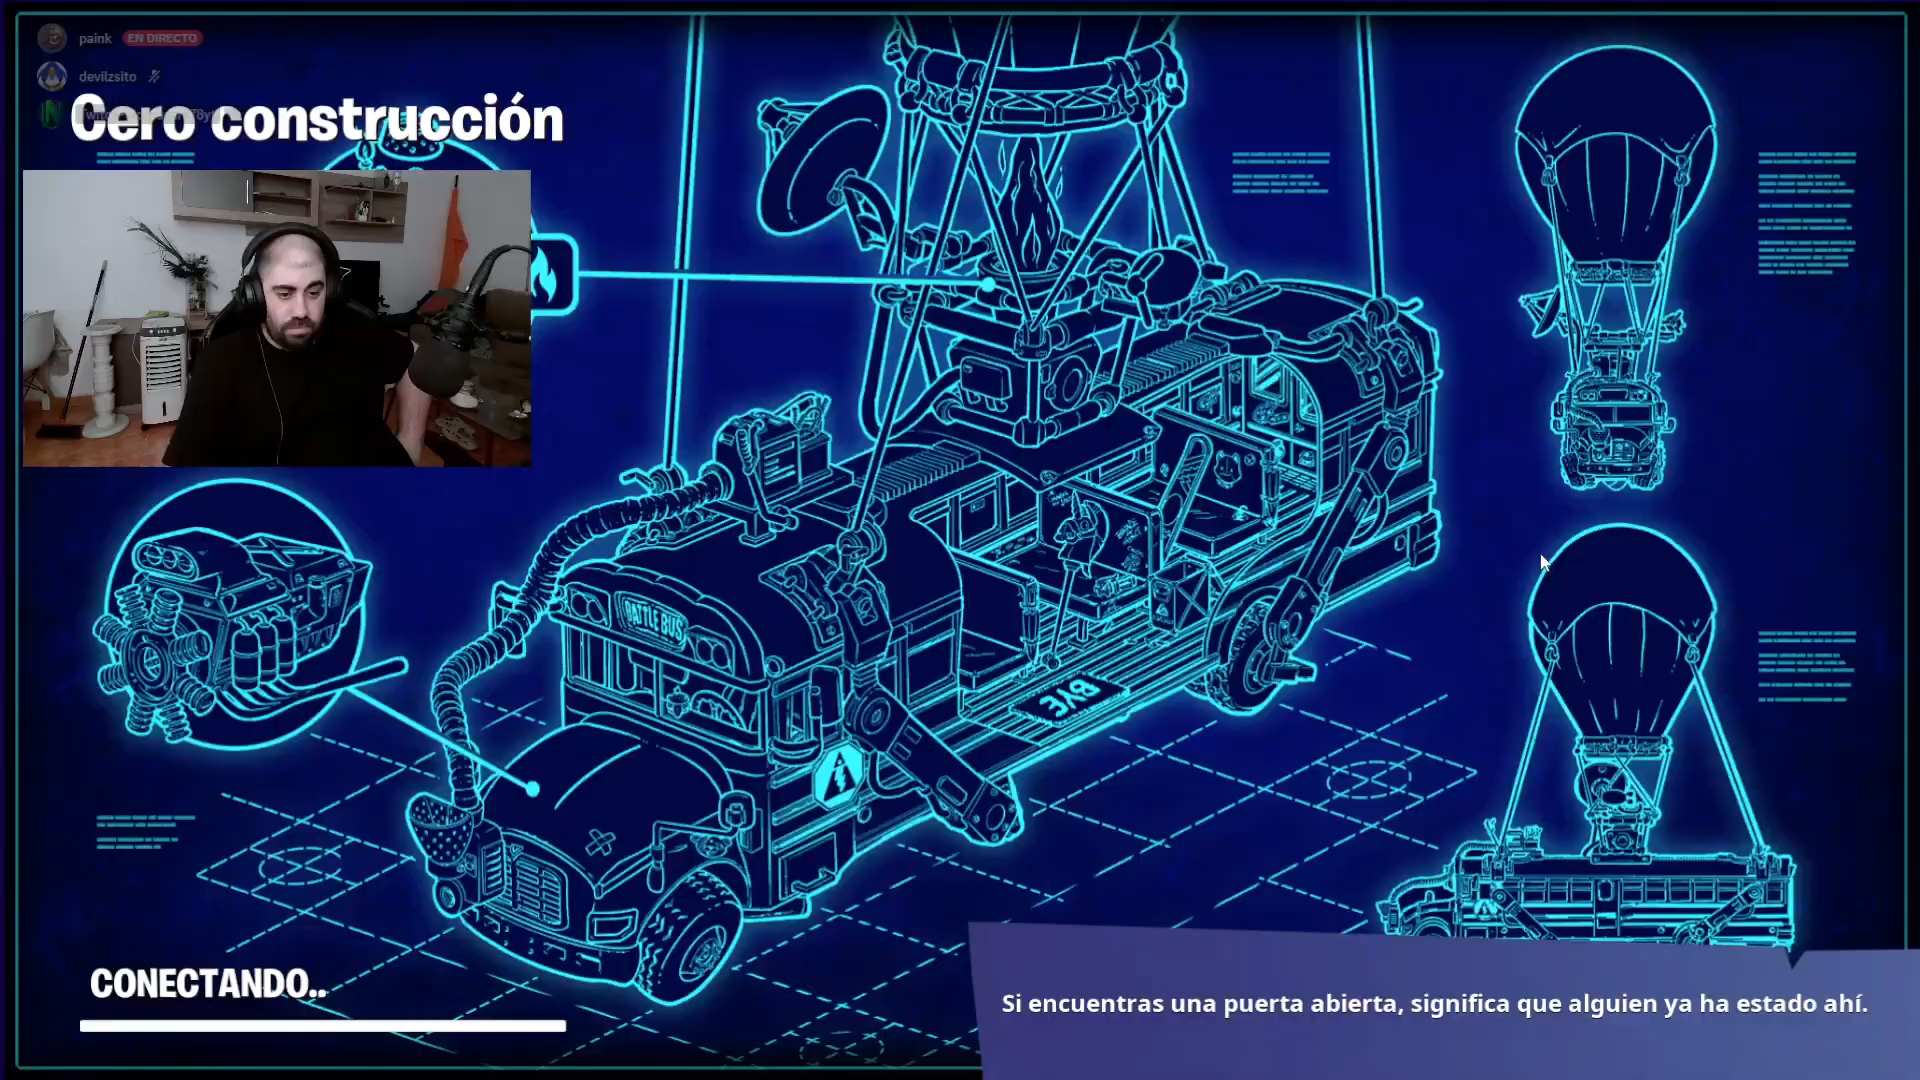 paink EN DIRECTO
devilzsito
Cero construcción
BATTLE BUS
BYE
CONECTANDO..
Si encuentras una puerta abierta, significa que alguien ya ha estado ahí.